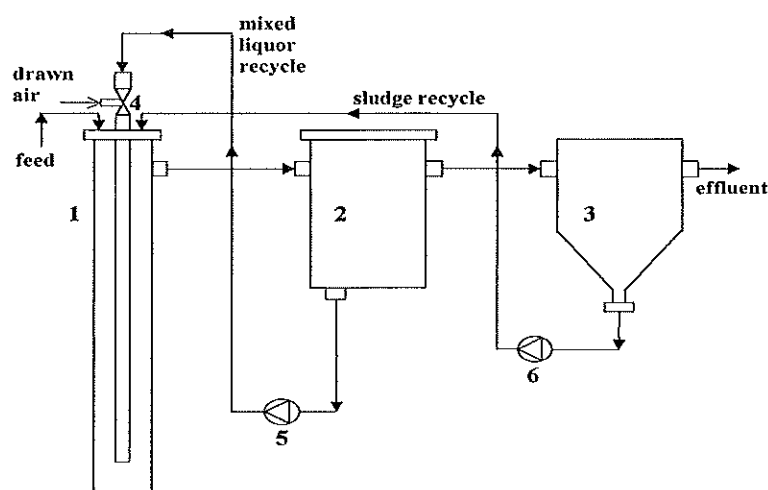 mixed
liquor
recycle
drawn
air
4
sludge recycle
feed
effluent
1
2
3
6
5